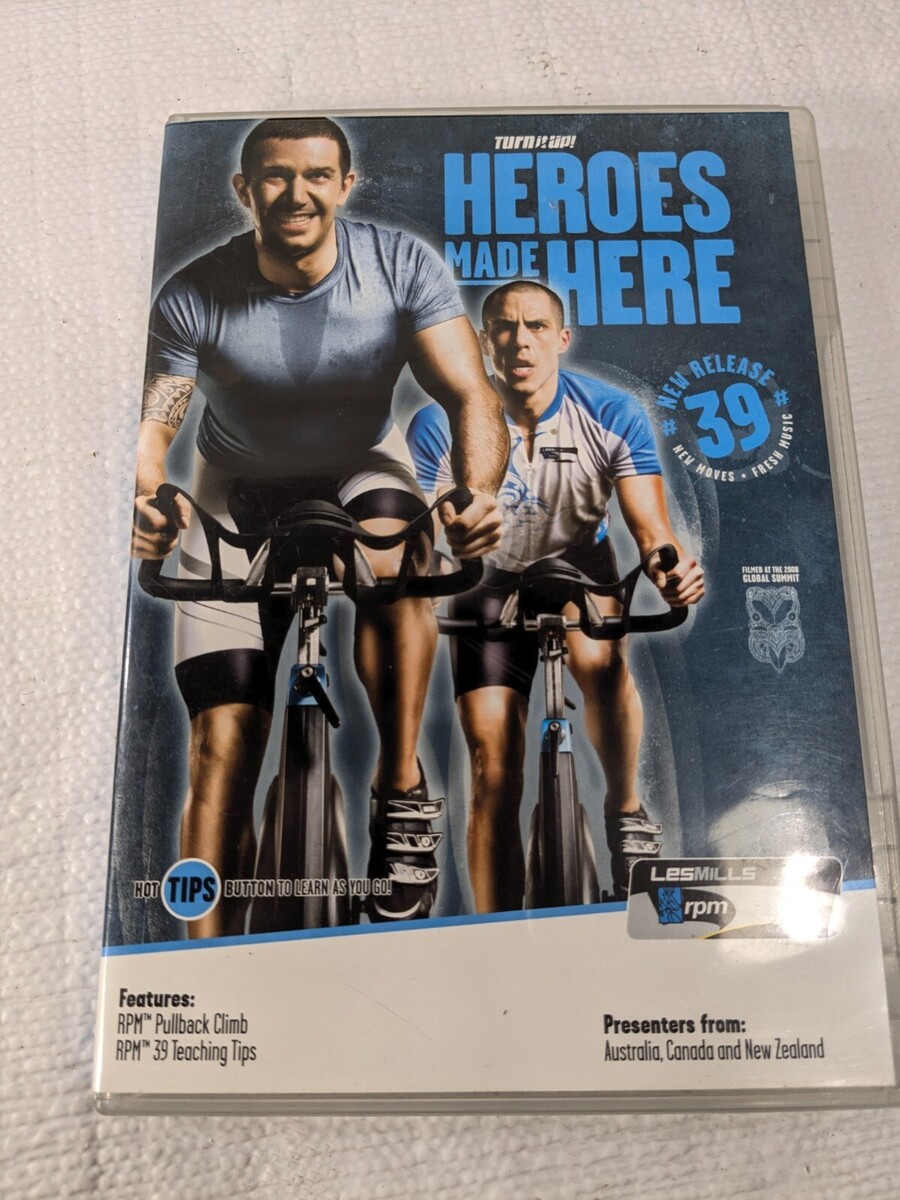 Turn it up!
HEROES
MADE HERE
NEW RELEASE
# 39 #
NEW MOVES • FRESH MUSIC
FILMED AT THE 2008
GLOBAL SUMMIT
HOT TIPS BUTTON TO LEARN AS YOU GO!
LesMILLS
rpm
Features:
RPM™ Pullback Climb
RPM™ 39 Teaching Tips
Presenters from:
Australia, Canada and New Zealand